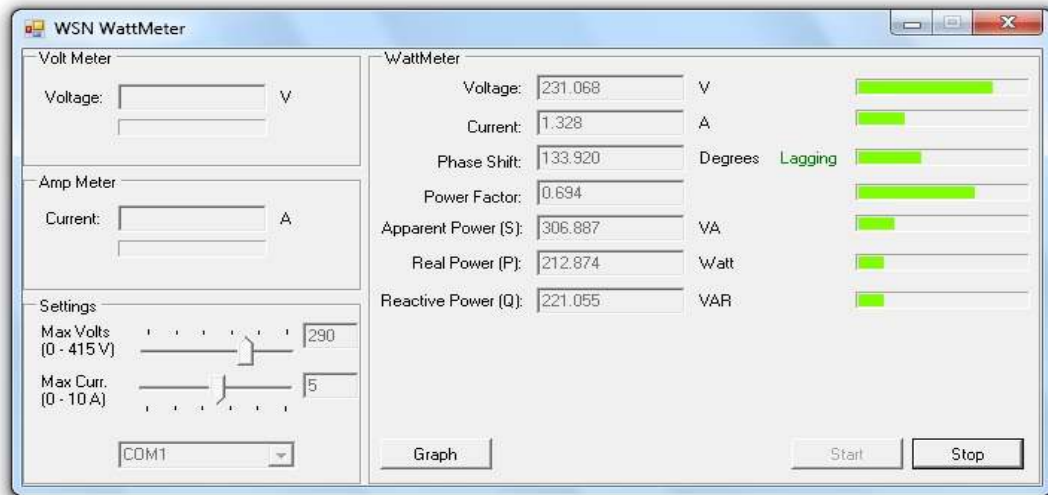 WSN WattMeter
Volt Meter
Voltage: V
Amp Meter
Current: A
Settings
Max Volts
(0 - 415 V)
290
Max Curr.
(0 - 10 A)
5
COM1
WattMeter
Voltage: 231.068 V
Current: 1.328 A
Phase Shift: 133.920 Degrees Lagging
Power Factor: 0.694
Apparent Power (S): 306.887 VA
Real Power (P): 212.874 Watt
Reactive Power (Q): 221.055 VAR
Graph Start Stop